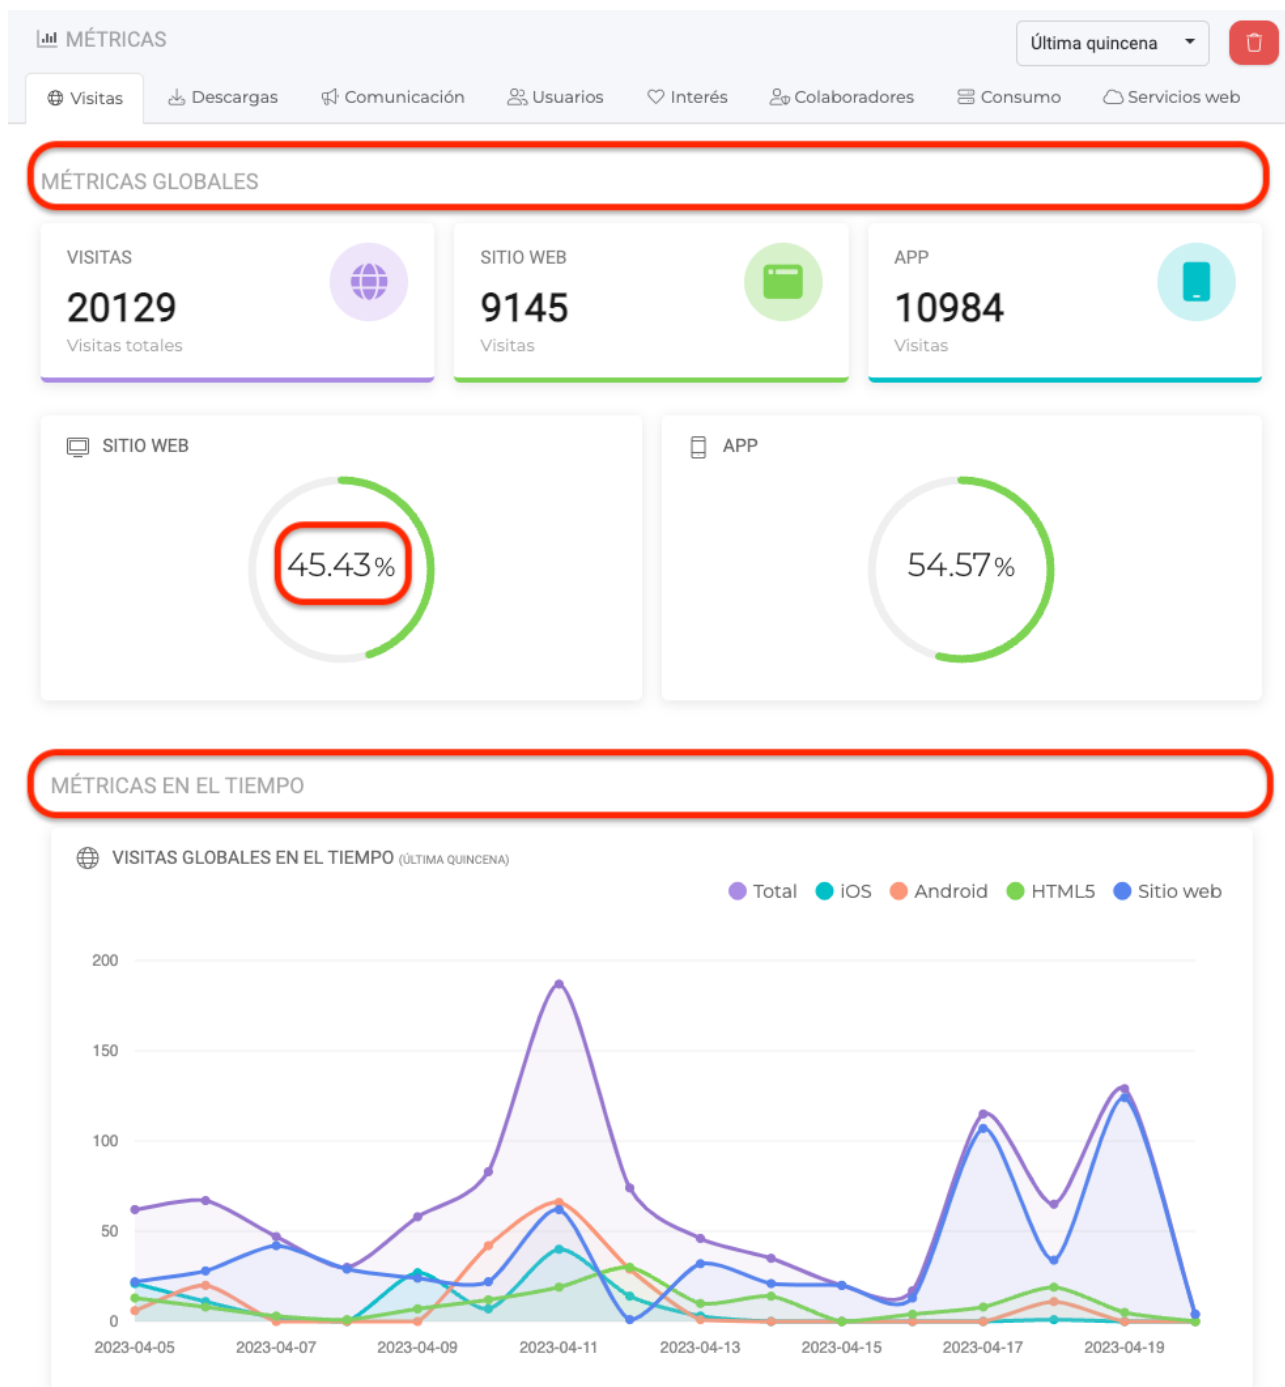 MÉTRICAS
Última quincena
Visitas Descargas Comunicación Usuarios Interés Colaboradores Consumo Servicios web
MÉTRICAS GLOBALES
VISITAS
20129
Visitas totales
SITIO WEB
9145
Visitas
APP
10984
Visitas
SITIO WEB
45.43%
APP
54.57%
MÉTRICAS EN EL TIEMPO
VISITAS GLOBALES EN EL TIEMPO (ÚLTIMA QUINCENA)
Total iOS Android HTML5 Sitio web
200
150
100
50
0
2023-04-05 2023-04-07 2023-04-09 2023-04-11 2023-04-13 2023-04-15 2023-04-17 2023-04-19